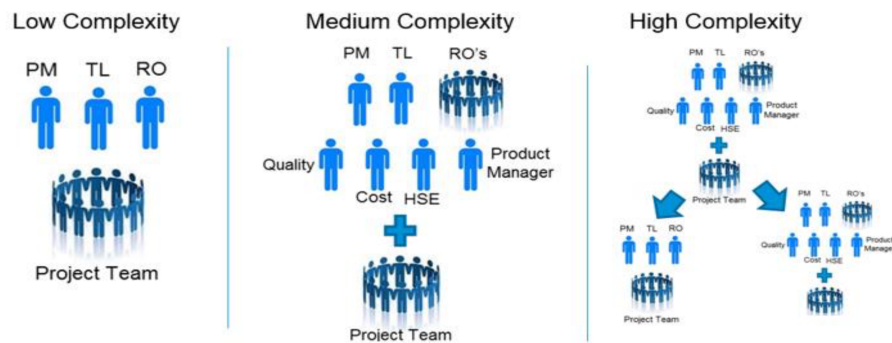 Low Complexity
PM TL RO
Project Team
Medium Complexity
PM TL RO's
Quality
Product
Manager
Cost HSE
Project Team
High Complexity
PM TL RO's
Quality
Product
Manager
Cost HSE
Project Team
PM TL RO
Project Team
PM TL RO's
Quality
Product
Manager
Cost HSE